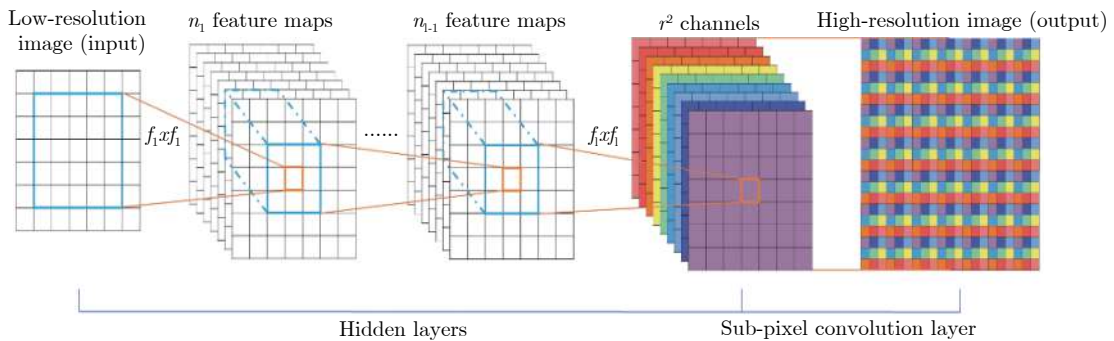 Low-resolution
image (input)
n₁ feature maps
nₗ₋₁ feature maps
r² channels
High-resolution image (output)
f₁xf₁
......
f₁xf₁
Hidden layers
Sub-pixel convolution layer